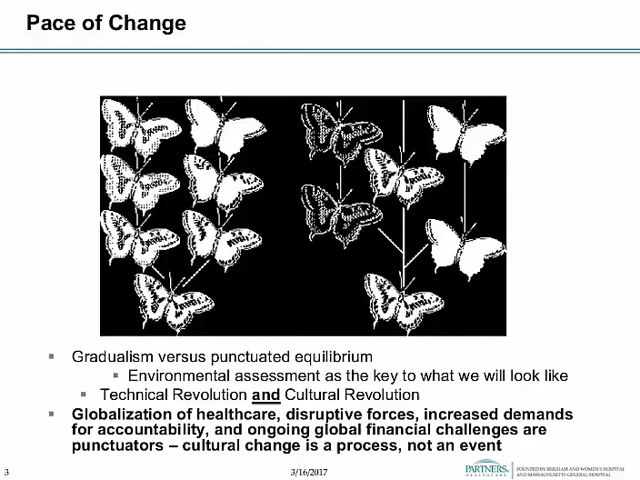 Pace of Change
▪ Gradualism versus punctuated equilibrium
▪ Environmental assessment as the key to what we will look like
▪ Technical Revolution and Cultural Revolution
▪ Globalization of healthcare, disruptive forces, increased demands
for accountability, and ongoing global financial challenges are
punctuators – cultural change is a process, not an event
3
3/16/2017
PARTNERS
HEALTHCARE
FOUNDED BY BRIGHAM AND WOMEN'S HOSPITAL
AND MASSACHUSETTS GENERAL HOSPITAL